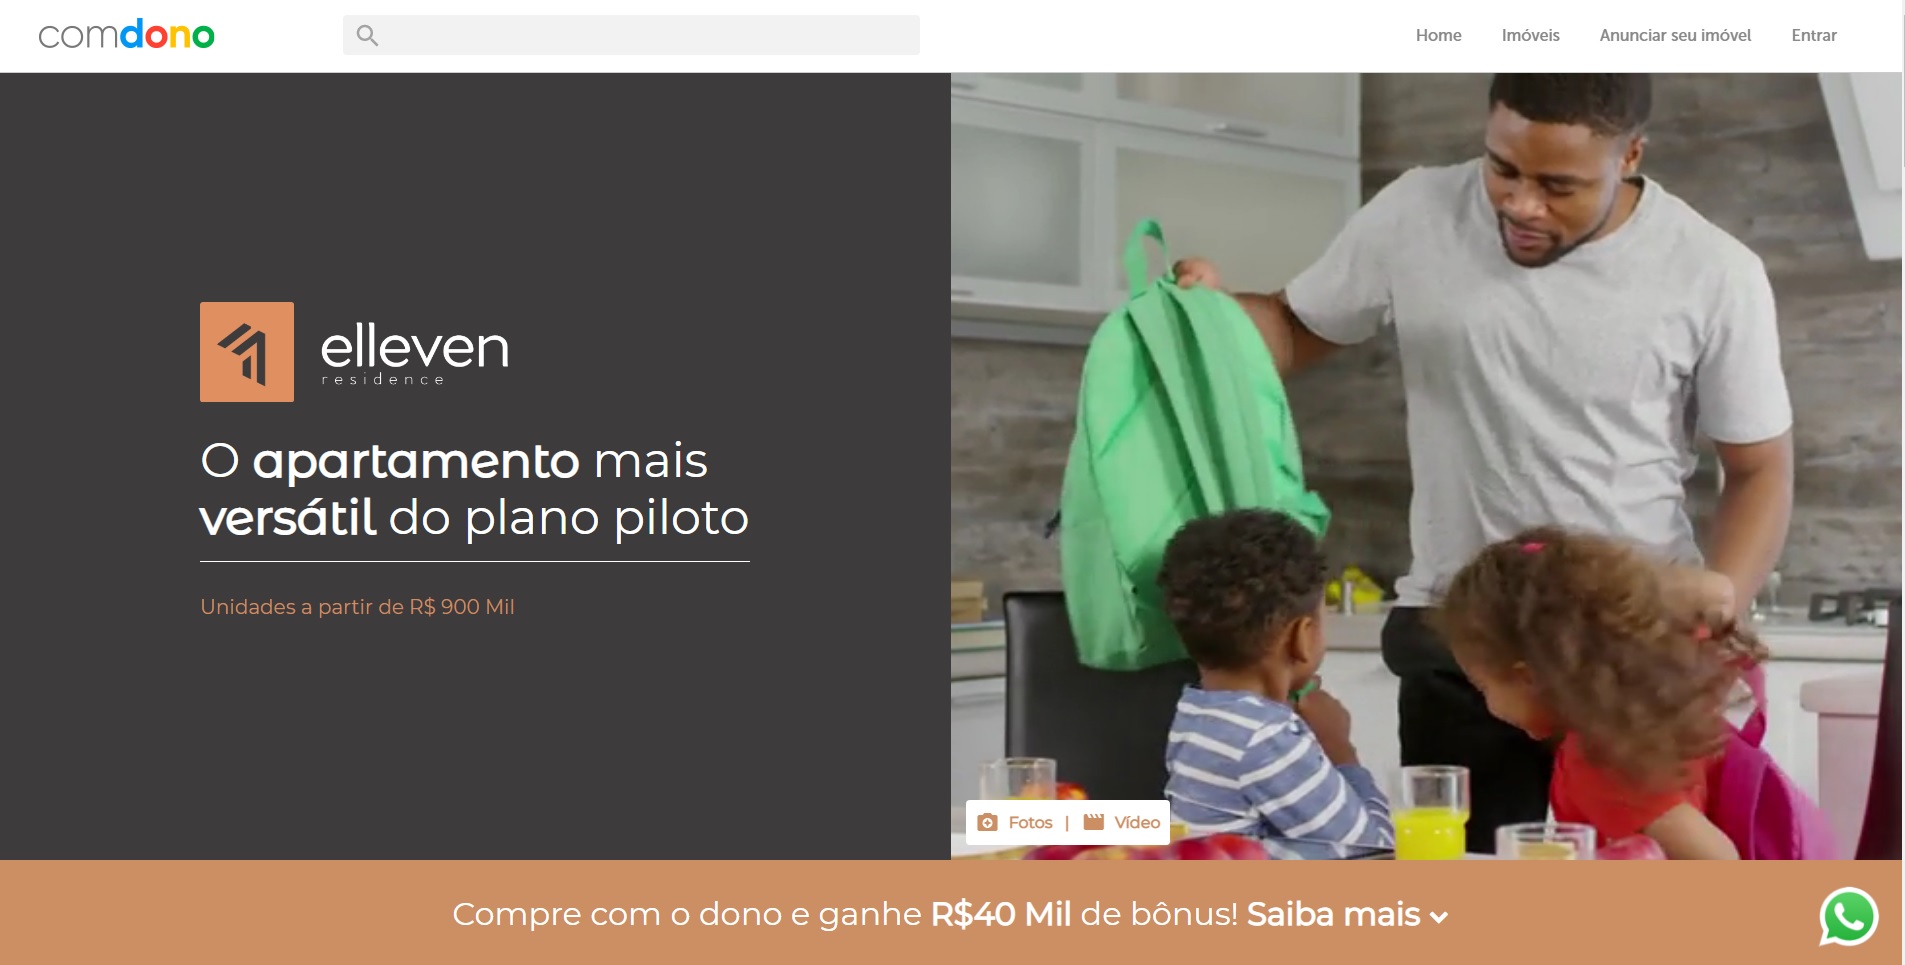 comdono
Home
Imóveis
Anunciar seu imóvel
Entrar
elleven
residence
O apartamento mais
versátil do plano piloto
Unidades a partir de R$ 900 Mil
Fotos | Vídeo
Compre com o dono e ganhe R$40 Mil de bônus! Saiba mais